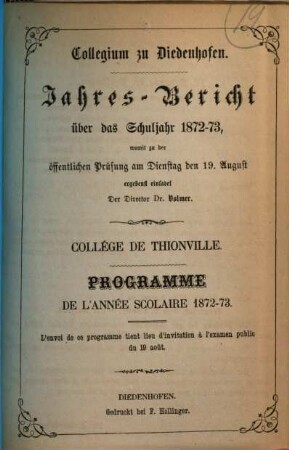 19
Collegium zu Diedenhofen.
Jahres-Bericht
über das Schuljahr 1872-73,
womit zu der
öffentlichen Prüfung am Dienstag den 19. August
ergebenst einladet
Der Director Dr. Volmer.
COLLÉGE DE THIONVILLE.
PROGRAMME
DE L'ANNÉE SCOLAIRE 1872-73.
L'envoi de ce programme tient lieu d'invitation à l'examen public
du 19 août.
DIEDENHOFEN.
Gedruckt bei F. Hollinger.